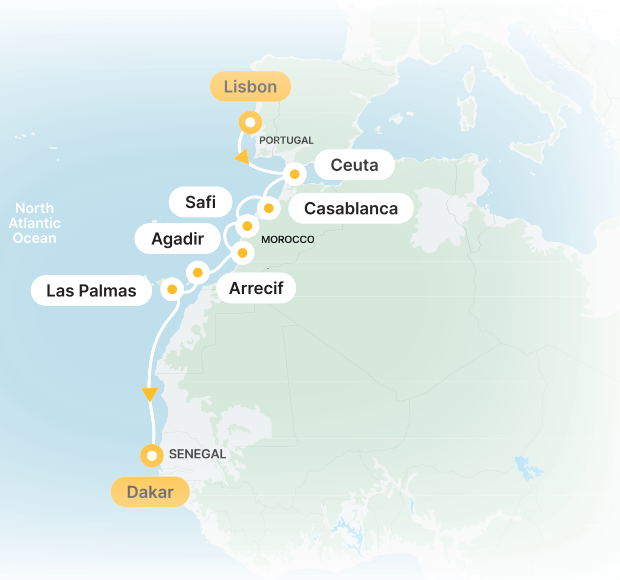 Lisbon
PORTUGAL
Ceuta
Safi
Casablanca
North
Atlantic
Ocean
Agadir
MOROCCO
Las Palmas
Arrecif
SENEGAL
Dakar